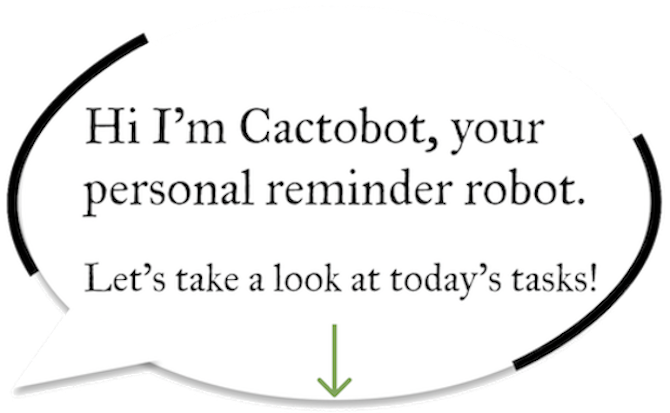 Hi I’m Cactobot, your
personal reminder robot.
Let’s take a look at today’s tasks!